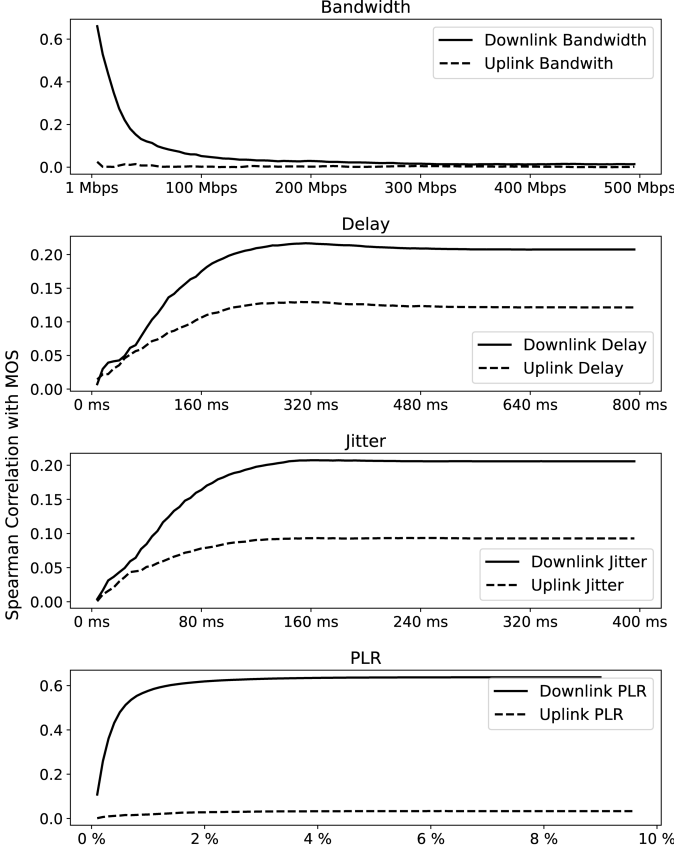 Bandwidth
0.6
0.4
0.2
0.0
Downlink Bandwidth
Uplink Bandwith
1 Mbps 100 Mbps 200 Mbps 300 Mbps 400 Mbps 500 Mbps
Delay
0.20
0.15
0.10
0.05
0.00
Downlink Delay
Uplink Delay
0 ms 160 ms 320 ms 480 ms 640 ms 800 ms
Spearman Correlation with MOS
Jitter
0.20
0.15
0.10
0.05
0.00
Downlink Jitter
Uplink Jitter
0 ms 80 ms 160 ms 240 ms 320 ms 400 ms
PLR
0.6
0.4
0.2
0.0
Downlink PLR
Uplink PLR
0 % 2 % 4 % 6 % 8 % 10 %